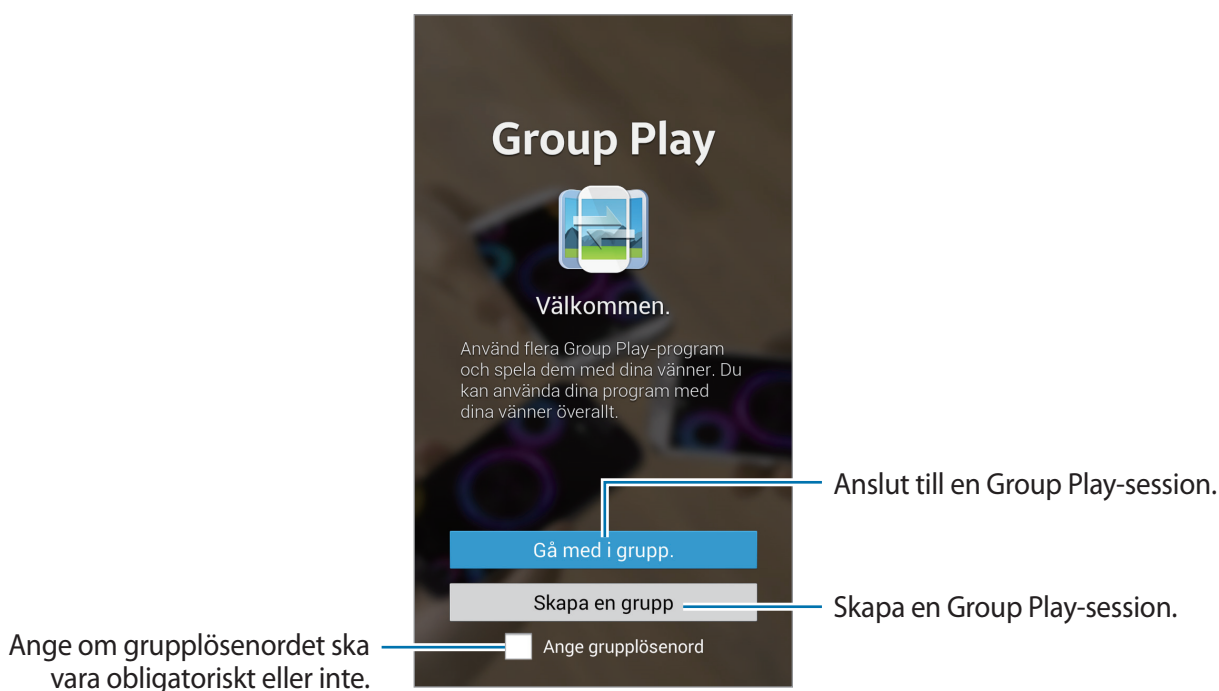 Group Play
Välkommen.
Använd flera Group Play-program
och spela dem med dina vänner. Du
kan använda dina program med
dina vänner överallt.
Anslut till en Group Play-session.
Gå med i grupp.
Skapa en grupp
Skapa en Group Play-session.
Ange om grupplösenordet ska
vara obligatoriskt eller inte.
Ange grupplösenord